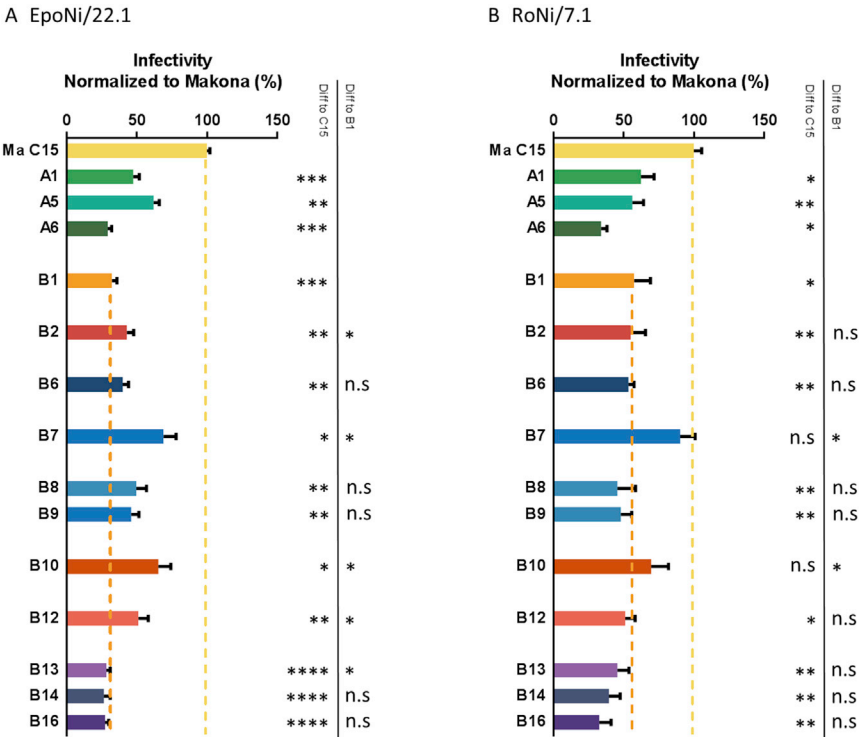 A EpoNi/22.1
Infectivity
Normalized to Makona (%)
Diff to C15
Diff to B1
0 50 100 150
Ma C15
A1 ***
A5 **
A6 ***
B1 ***
B2 ** *
B6 ** n.s
B7 * *
B8 ** n.s
B9 ** n.s
B10 * *
B12 ** *
B13 **** *
B14 **** n.s
B16 **** n.s
B RoNi/7.1
Infectivity
Normalized to Makona (%)
Diff to C15
Diff to B1
0 50 100 150
Ma C15
A1 *
A5 **
A6 *
B1 *
B2 ** n.s
B6 ** n.s
B7 n.s *
B8 ** n.s
B9 ** n.s
B10 n.s *
B12 * n.s
B13 ** n.s
B14 ** n.s
B16 ** n.s